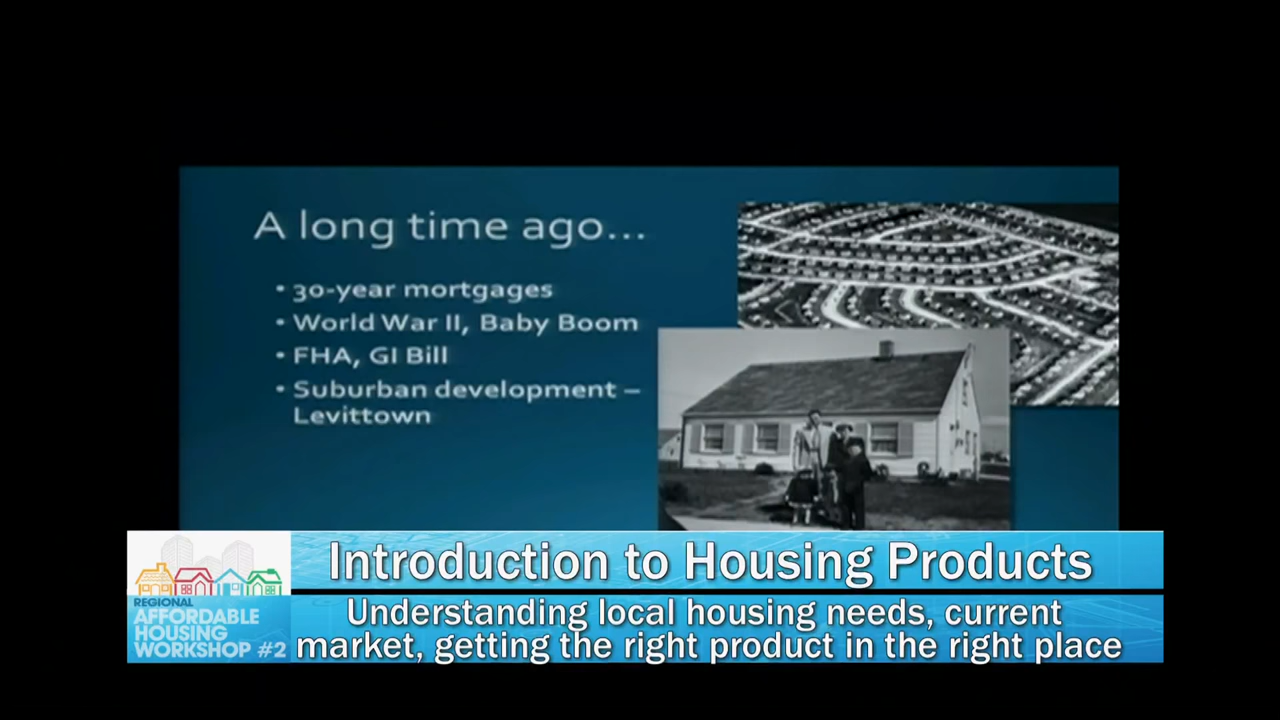 A long time ago...
• 30-year mortgages
• World War II, Baby Boom
• FHA, GI Bill
• Suburban development –
Levittown
Introduction to Housing Products
REGIONAL
AFFORDABLE
HOUSING
WORKSHOP #2
Understanding local housing needs, current
market, getting the right product in the right place